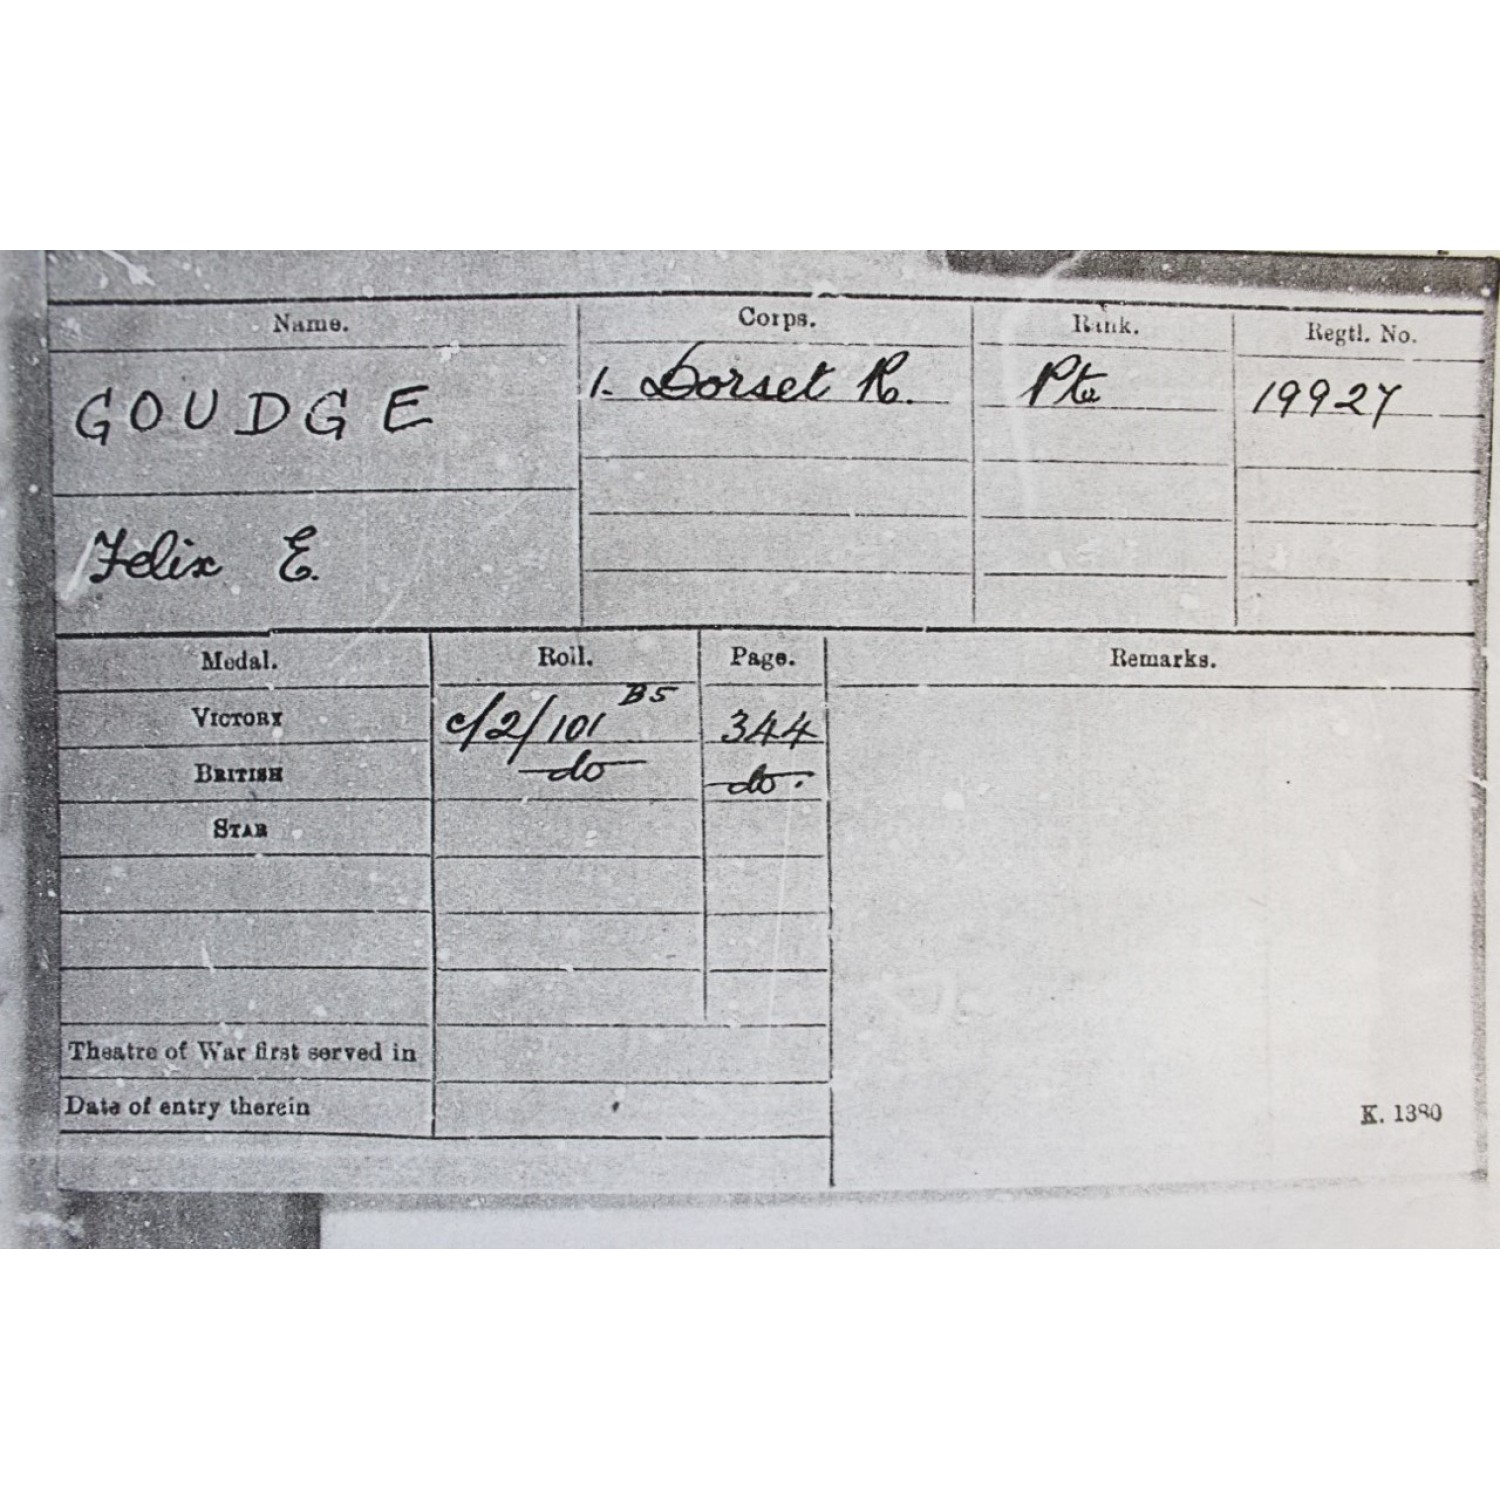 Name. Corps. Rank. Regtl. No.
GOUDGE 1. Dorset R. Pte 19927
Felix E.
Medal. Roll. Page. Remarks.
VICTORY C/2/101 B5 344
BRITISH do do.
STAR
Theatre of War first served in
Date of entry therein
K. 1380